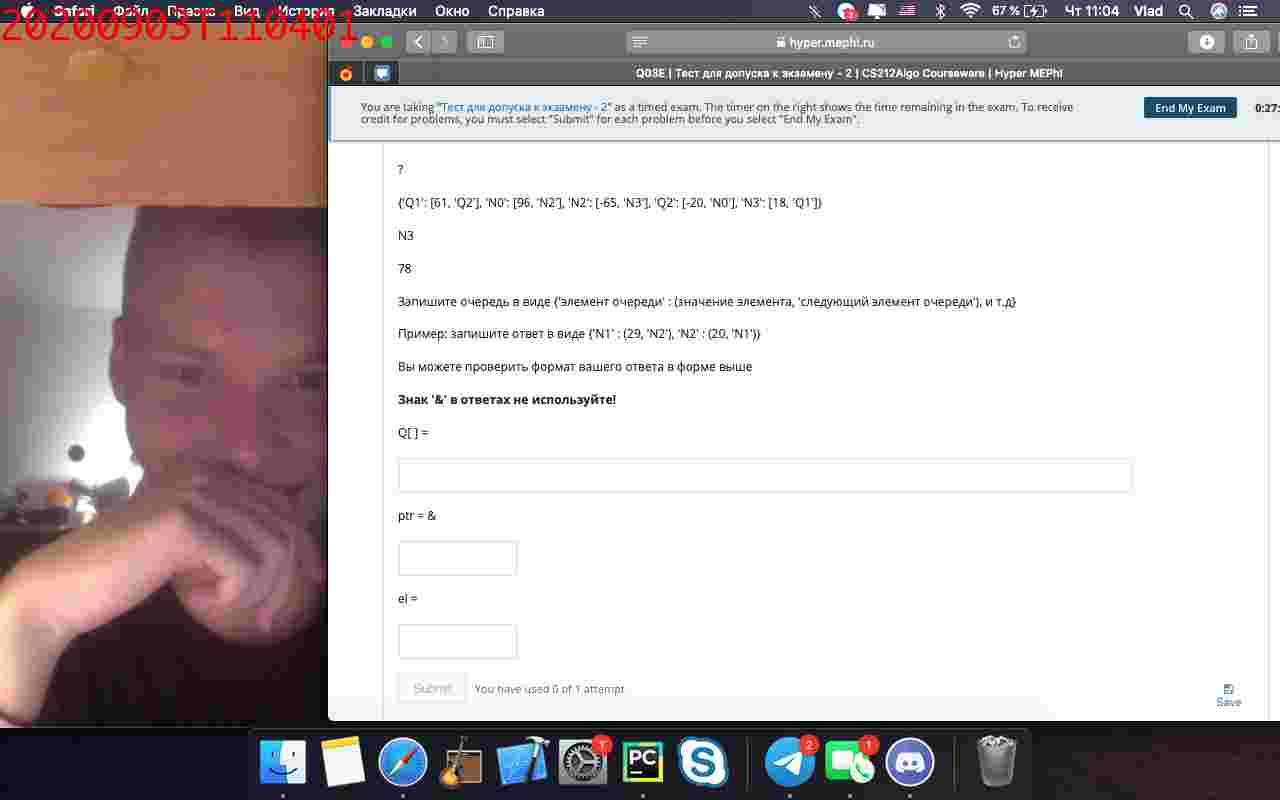 Safari Файл Правка Вид История Закладки Окно Справка 67 % Чт 11:04 Vlad
20200903T110401
hyper.mephi.ru
Q03E | Тест для допуска к экзамену - 2 | CS212Algo Courseware | Hyper MEPhI
You are taking "Тест для допуска к экзамену - 2" as a timed exam. The timer on the right shows the time remaining in the exam. To receive
credit for problems, you must select "Submit" for each problem before you select "End My Exam".
End My Exam
0:27:
?
{'Q1': [61, 'Q2'], 'N0': [96, 'N2'], 'N2': [-65, 'N3'], 'Q2': [-20, 'N0'], 'N3': [18, 'Q1']}
N3
78
Запишите очередь в виде {'элемент очереди' : (значение элемента, 'следующий элемент очереди'), и т.д}
Пример: запишите ответ в виде {'N1' : (29, 'N2'), 'N2' : (20, 'N1')}
Вы можете проверить формат вашего ответа в форме выше
Знак '&' в ответах не используйте!
Q[ ] =
ptr = &
el =
Submit
You have used 0 of 1 attempt
Save
PC
2
1